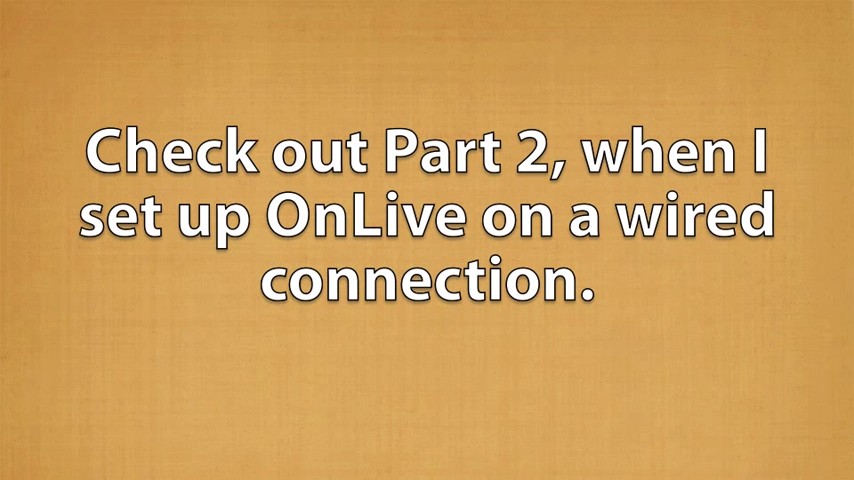 Check out Part 2, when I
set up OnLive on a wired
connection.